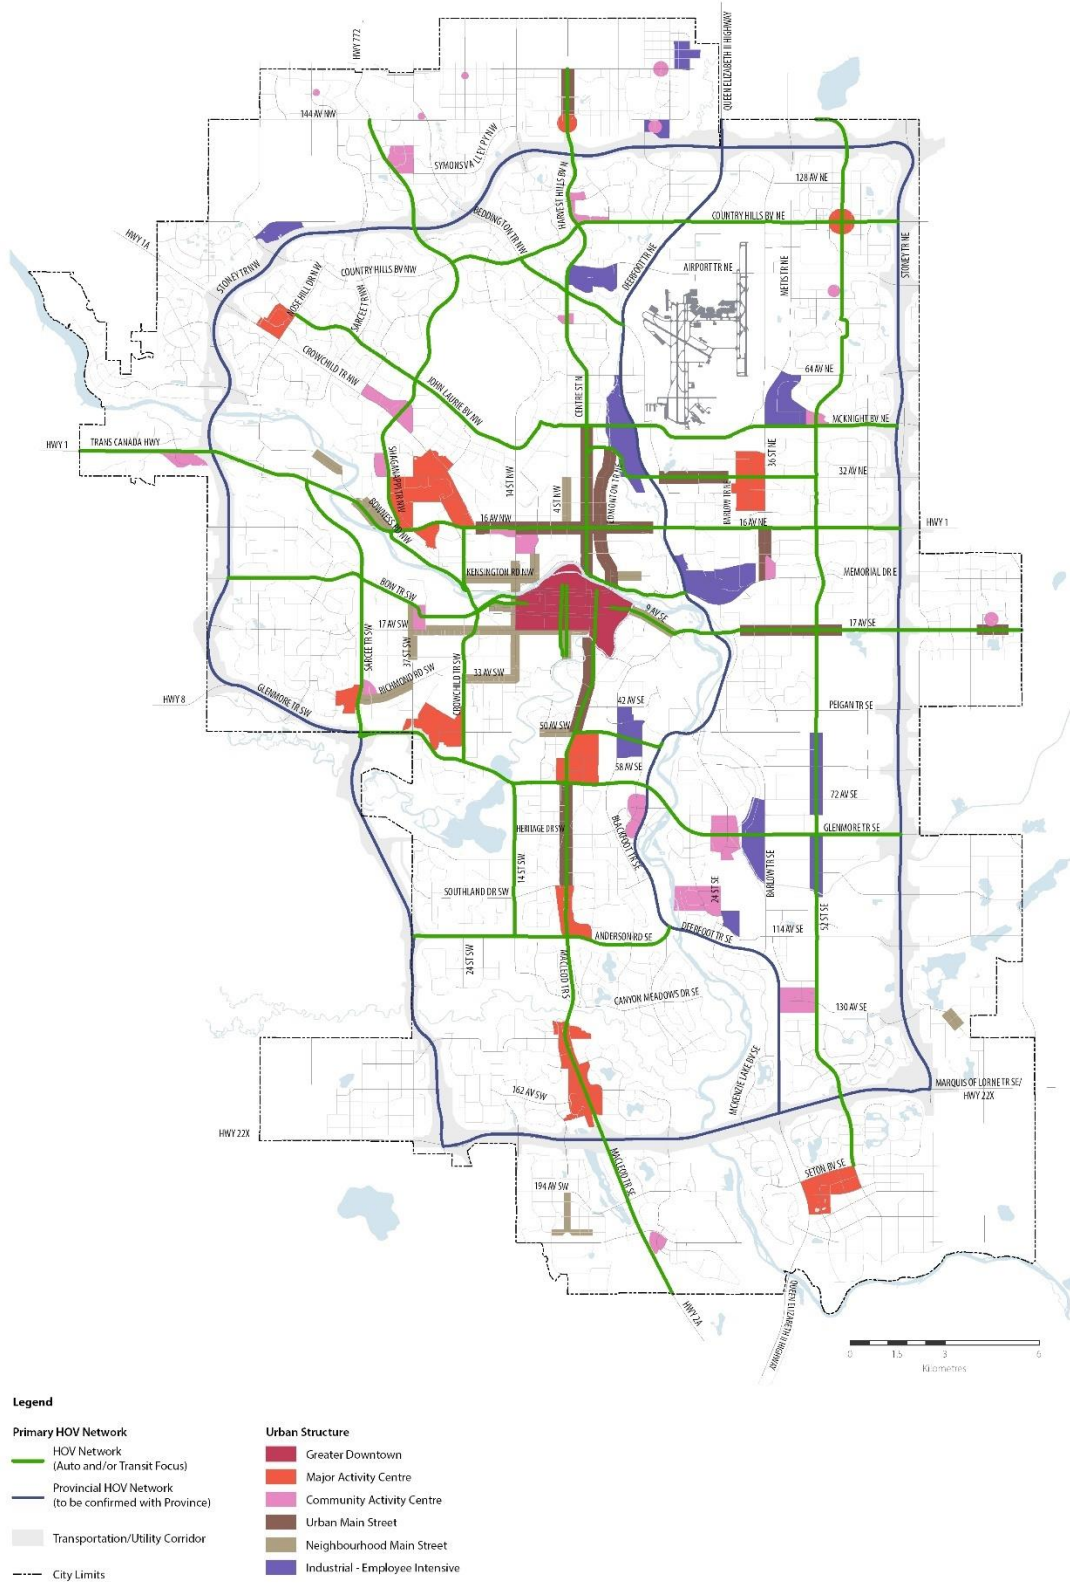 HWY 772
QUEEN ELIZABETH II HIGHWAY
144 AV NW
SYMONS VALLEY PY NW
128 AV NE
HARVEST HILLS BV N
BEDDINGTON TR NW
COUNTRY HILLS BV NE
HWY 1A
STONEY TR NW
COUNTRY HILLS BV NW
DEERFOOT TR NE
AIRPORT TR NE
METIS TR NE
STONEY TR NE
NOSE HILL DR NW
SARCEE TR NW
CROWCHILD TR NW
JOHN LAURIE BV NW
CENTRE ST N
64 AV NE
MCKNIGHT BV NE
HWY 1
TRANS CANADA HWY
SHAGANAPPI TR NW
14 ST NW
4 ST NW
EDMONTON TR NE
BARLOW TR NE
36 ST NE
32 AV NE
BOWNESS RD NW
16 AV NW
16 AV NE
HWY 1
KENSINGTON RD NW
MEMORIAL DR E
BOW TR SW
9 AV SE
17 AV SW
17 AV SE
SARCEE TR SW
37 ST SW
RICHMOND RD SW
33 AV SW
CROWCHILD TR SW
HWY 8
GLENMORE TR SW
42 AV SE
PEIGAN TR SE
50 AV SW
58 AV SE
72 AV SE
HERITAGE DR SW
BLACKFOOT TR SE
GLENMORE TR SE
14 ST SW
BARLOW TR SE
SOUTHLAND DR SW
24 ST SE
52 ST SE
ANDERSON RD SE
DEERFOOT TR SE
114 AV SE
24 ST SW
MACLEOD TR S
CANYON MEADOWS DR SE
130 AV SE
MCKENZIE LAKE BV SE
162 AV SW
MARQUIS OF LORNE TR SE/
HWY 22X
HWY 22X
MACLEOD TR SE
SETON BV SE
194 AV SW
HWY 2A
QUEEN ELIZABETH II HIGHWAY
0 1.5 3 6
Kilometres
Legend
Primary HOV Network
HOV Network
(Auto and/or Transit Focus)
Provincial HOV Network
(to be confirmed with Province)
Transportation/Utility Corridor
City Limits
Urban Structure
Greater Downtown
Major Activity Centre
Community Activity Centre
Urban Main Street
Neighbourhood Main Street
Industrial - Employee Intensive